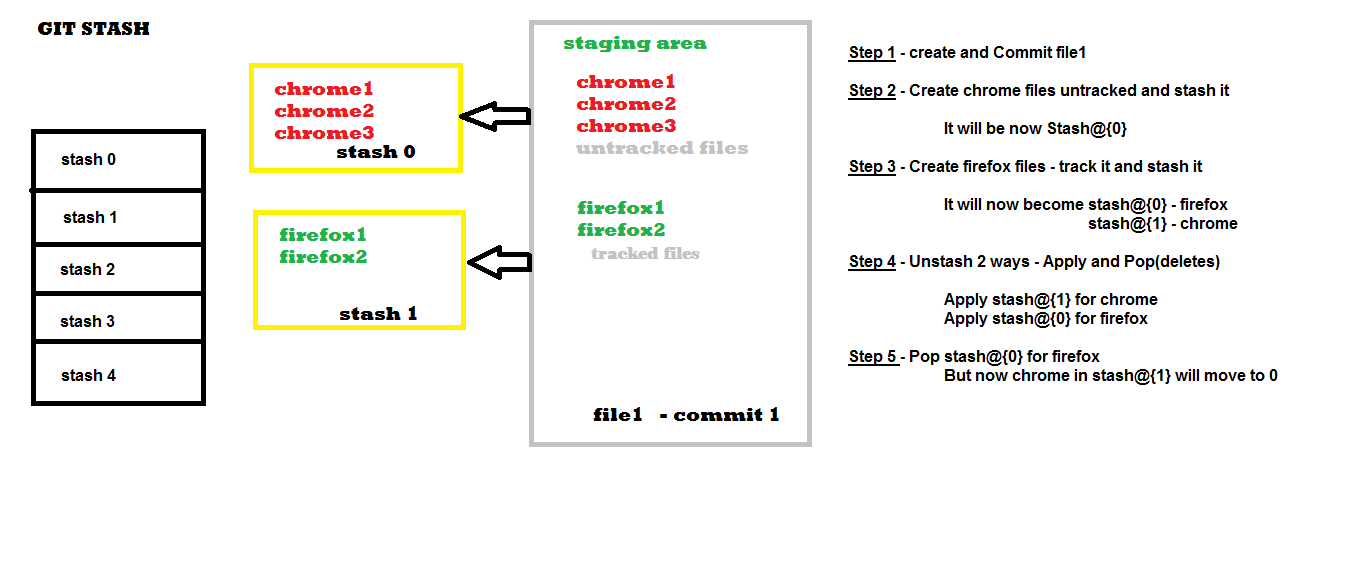 GIT STASH
stash 0
stash 1
stash 2
stash 3
stash 4
chrome1
chrome2
chrome3
stash 0
firefox1
firefox2
stash 1
staging area
chrome1
chrome2
chrome3
untracked files
firefox1
firefox2
tracked files
file1 - commit 1
Step 1 - create and Commit file1
Step 2 - Create chrome files untracked and stash it
It will be now Stash@{0}
Step 3 - Create firefox files - track it and stash it
It will now become stash@{0} - firefox
stash@{1} - chrome
Step 4 - Unstash 2 ways - Apply and Pop(deletes)
Apply stash@{1} for chrome
Apply stash@{0} for firefox
Step 5 - Pop stash@{0} for firefox
But now chrome in stash@{1} will move to 0